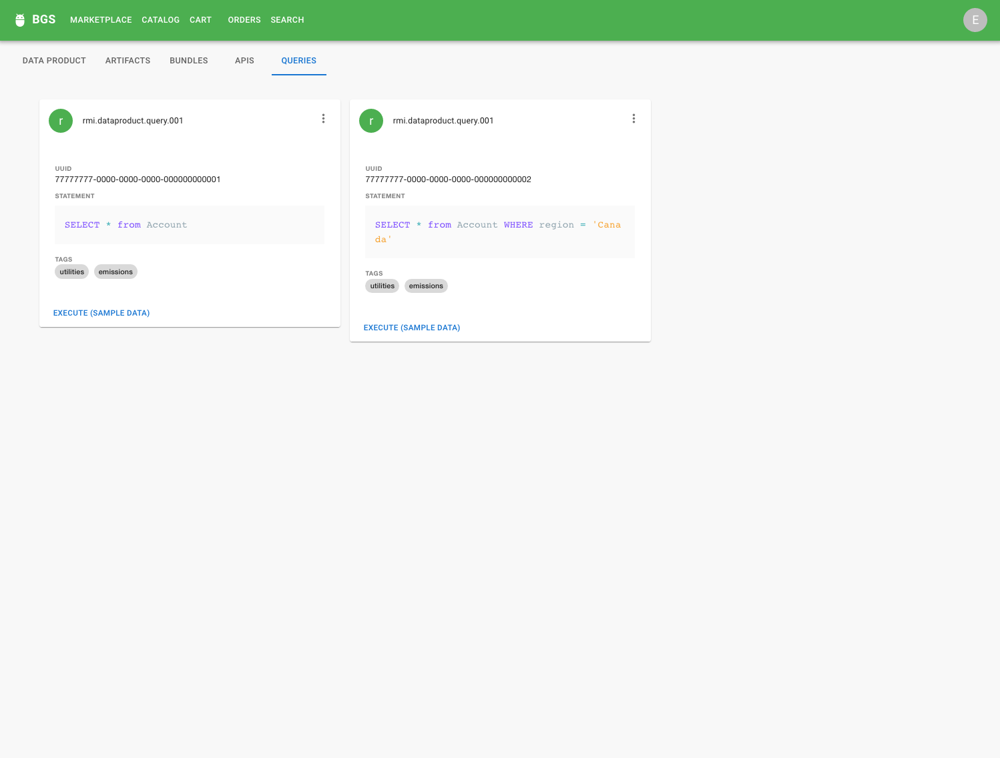 BGS MARKETPLACE CATALOG CART ORDERS SEARCH E
DATA PRODUCT ARTIFACTS BUNDLES APIS QUERIES
r rmi.dataproduct.query.001
UUID
77777777-0000-0000-0000-000000000001
STATEMENT
SELECT * from Account
TAGS
utilities emissions
EXECUTE (SAMPLE DATA)
r rmi.dataproduct.query.001
UUID
77777777-0000-0000-0000-000000000002
STATEMENT
SELECT * from Account WHERE region = 'Cana
da'
TAGS
utilities emissions
EXECUTE (SAMPLE DATA)